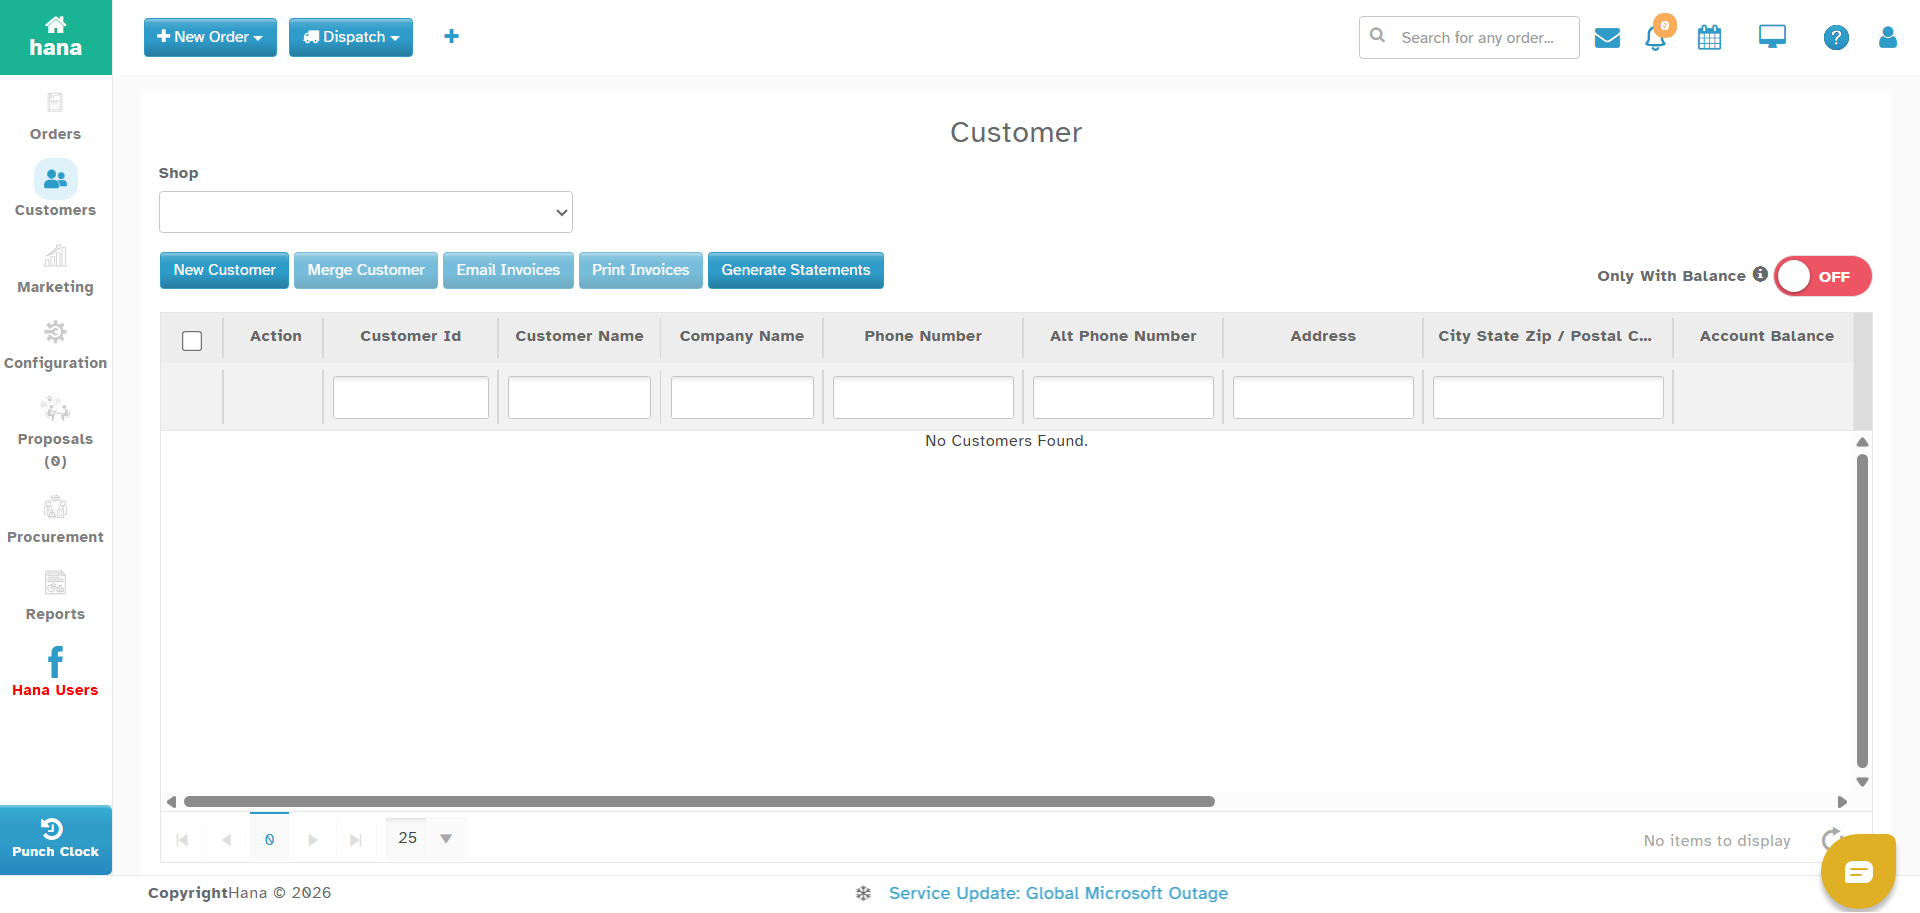 hana
New Order
Dispatch
Search for any order...
0
Orders
Customers
Marketing
Configuration
Proposals
(0)
Procurement
Reports
Hana Users
Punch Clock
Customer
Shop
New Customer
Merge Customer
Email Invoices
Print Invoices
Generate Statements
Only With Balance
OFF
Action
Customer Id
Customer Name
Company Name
Phone Number
Alt Phone Number
Address
City State Zip / Postal C...
Account Balance
No Customers Found.
0
25
No items to display
CopyrightHana © 2026
Service Update: Global Microsoft Outage